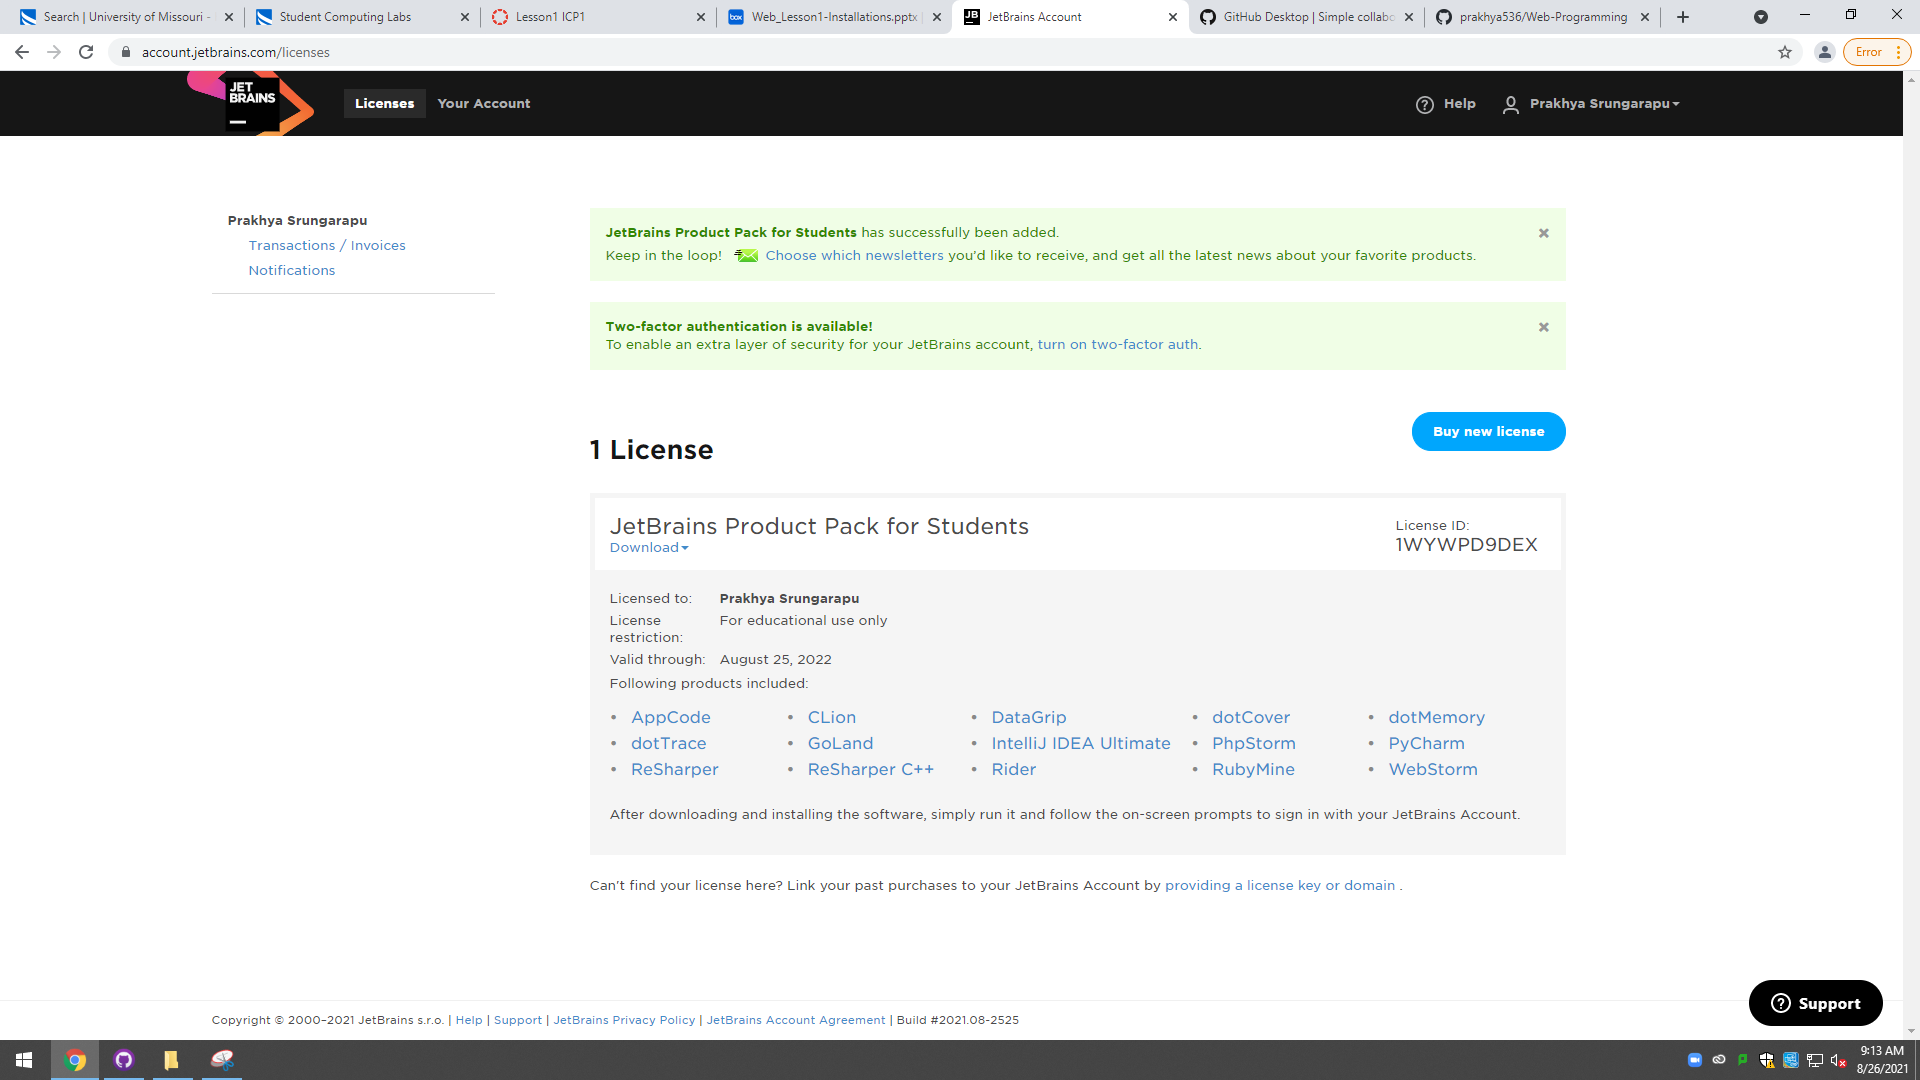 Search | University of Missouri -
Student Computing Labs
Lesson1 ICP1
Web_Lesson1-Installations.pptx
JetBrains Account
GitHub Desktop | Simple collabo
prakhya536/Web-Programming
account.jetbrains.com/licenses
Error
JET
BRAINS
Licenses
Your Account
Help
Prakhya Srungarapu
Prakhya Srungarapu
Transactions / Invoices
Notifications
JetBrains Product Pack for Students has successfully been added.
Keep in the loop! Choose which newsletters you'd like to receive, and get all the latest news about your favorite products.
Two-factor authentication is available!
To enable an extra layer of security for your JetBrains account, turn on two-factor auth.
1 License
Buy new license
JetBrains Product Pack for Students
Download
License ID:
1WYWPD9DEX
Licensed to: Prakhya Srungarapu
License restriction: For educational use only
Valid through: August 25, 2022
Following products included:
• AppCode • CLion • DataGrip • dotCover • dotMemory
• dotTrace • GoLand • IntelliJ IDEA Ultimate • PhpStorm • PyCharm
• ReSharper • ReSharper C++ • Rider • RubyMine • WebStorm
After downloading and installing the software, simply run it and follow the on-screen prompts to sign in with your JetBrains Account.
Can't find your license here? Link your past purchases to your JetBrains Account by providing a license key or domain .
Support
Copyright © 2000–2021 JetBrains s.r.o. | Help | Support | JetBrains Privacy Policy | JetBrains Account Agreement | Build #2021.08-2525
9:13 AM
8/26/2021